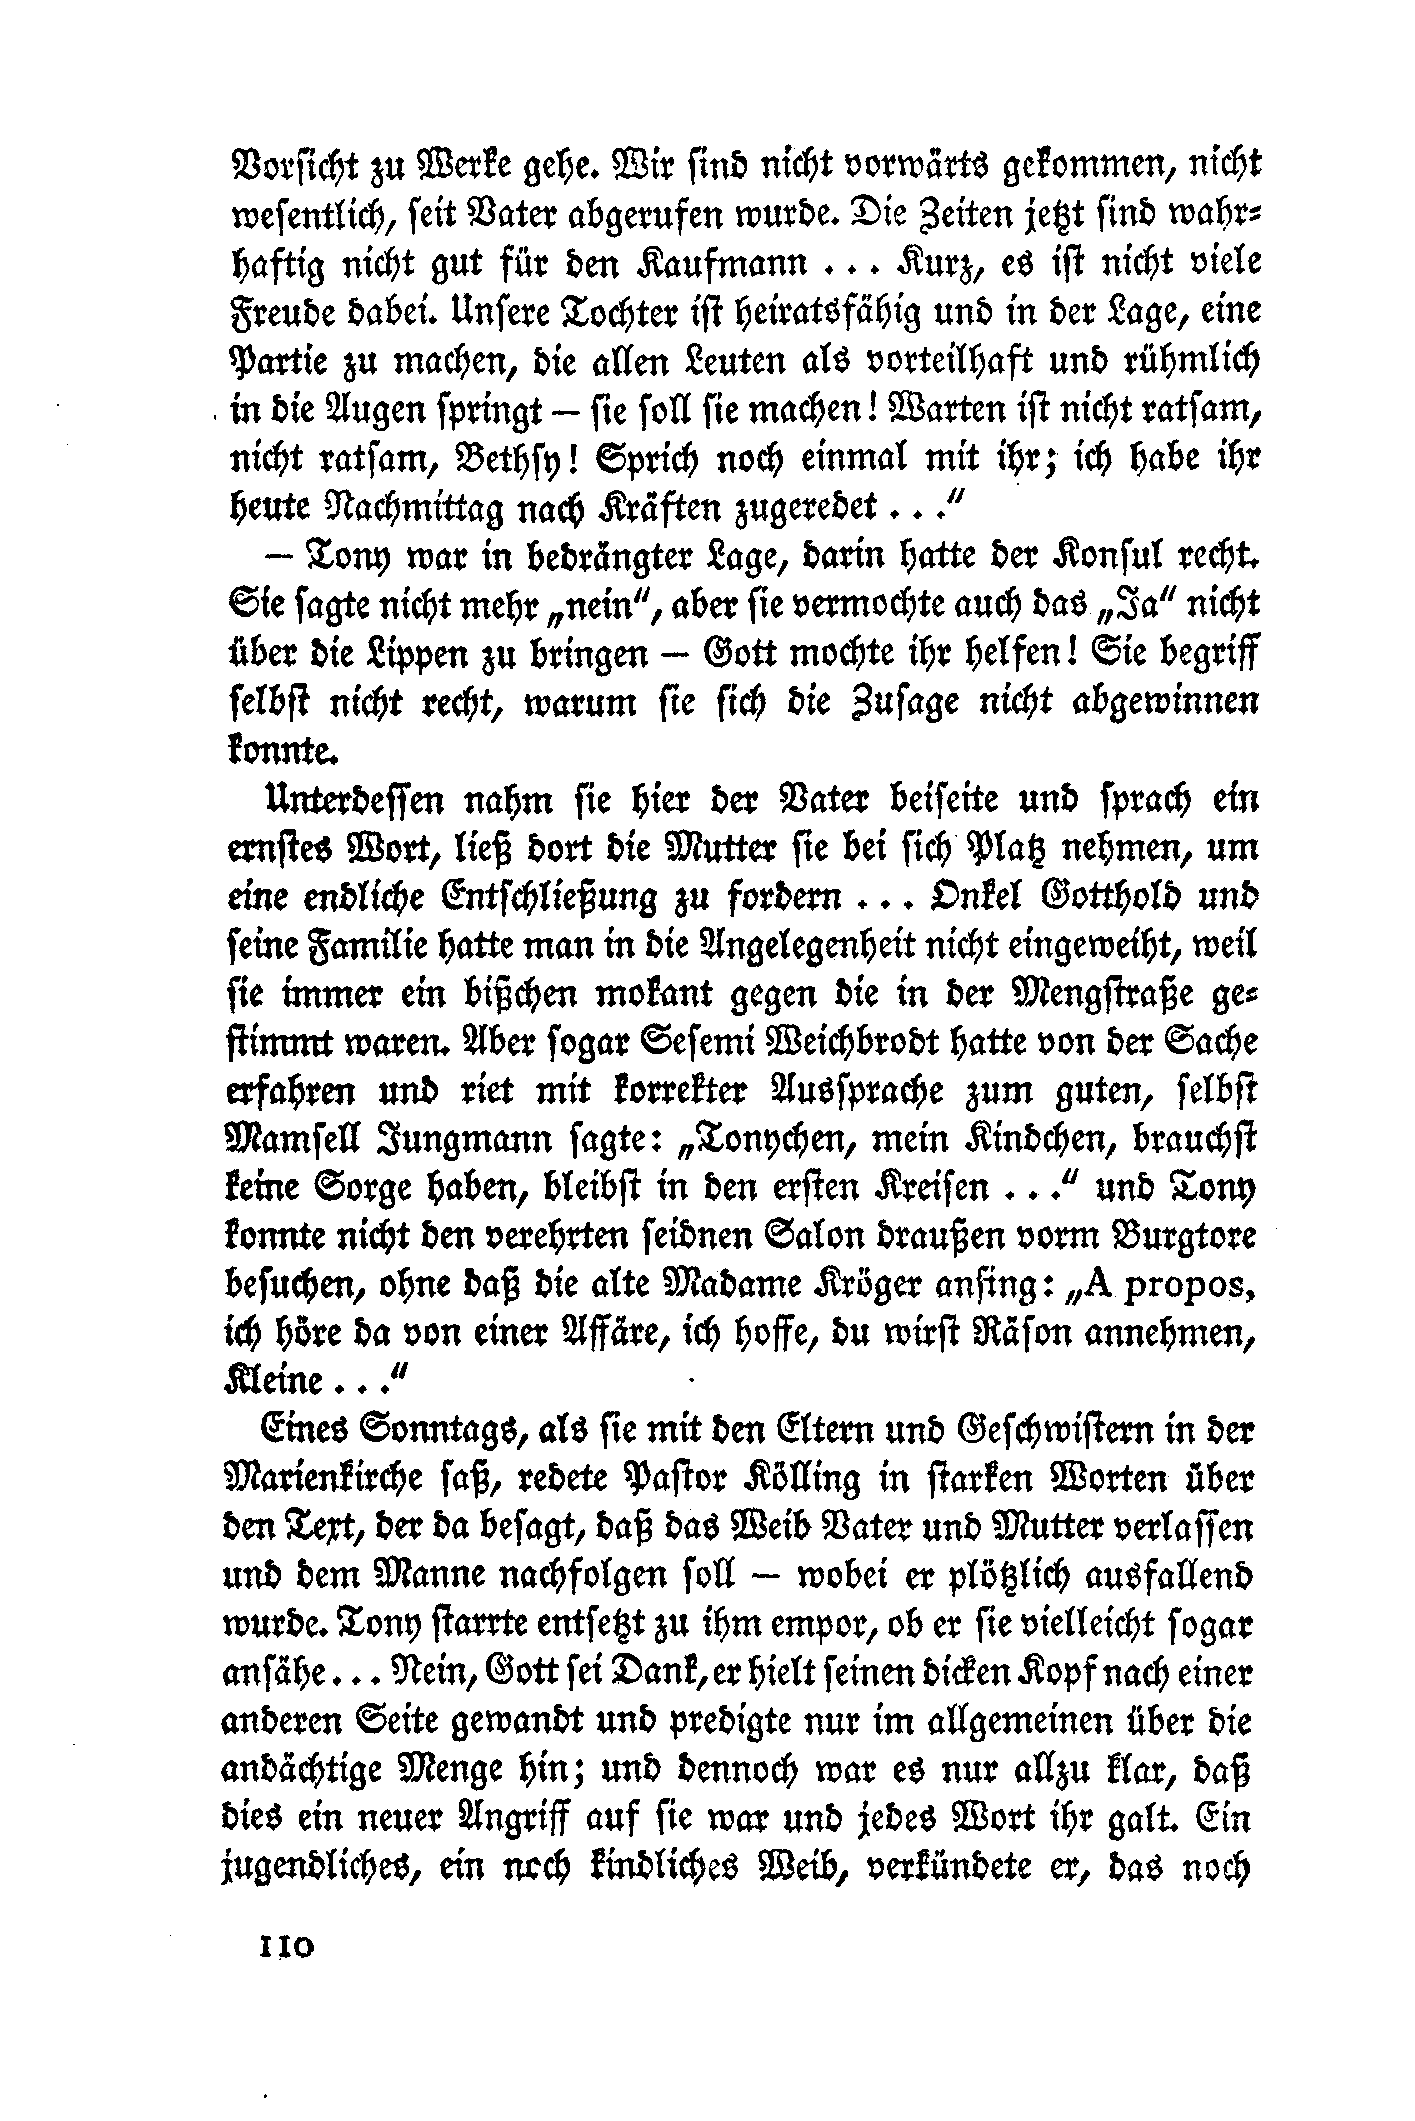 Vorsicht zu Werke gehe. Wir sind nicht vorwärts gekommen, nicht
wesentlich, seit Vater abgerufen wurde. Die Zeiten jetzt sind wahr-
haftig nicht gut für den Kaufmann . . . Kurz, es ist nicht viele
Freude dabei. Unsere Tochter ist heiratsfähig und in der Lage, eine
Partie zu machen, die allen Leuten als vorteilhaft und rühmlich
in die Augen springt – sie soll sie machen! Warten ist nicht ratsam,
nicht ratsam, Bethsy! Sprich noch einmal mit ihr; ich habe ihr
heute Nachmittag nach Kräften zugeredet . . .“
– Tony war in bedrängter Lage, darin hatte der Konsul recht.
Sie sagte nicht mehr „nein“, aber sie vermochte auch das „Ja“ nicht
über die Lippen zu bringen – Gott mochte ihr helfen! Sie begriff
selbst nicht recht, warum sie sich die Zusage nicht abgewinnen
konnte.
Unterdessen nahm sie hier der Vater beiseite und sprach ein
ernstes Wort, ließ dort die Mutter sie bei sich Platz nehmen, um
eine endliche Entschließung zu fordern . . . Onkel Gotthold und
seine Familie hatte man in die Angelegenheit nicht eingeweiht, weil
sie immer ein bißchen mokant gegen die in der Mengstraße ge-
stimmt waren. Aber sogar Sesemi Weichbrodt hatte von der Sache
erfahren und riet mit korrekter Aussprache zum guten, selbst
Mamsell Jungmann sagte: „Tonychen, mein Kindchen, brauchst
keine Sorge haben, bleibst in den ersten Kreisen . . .“ und Tony
konnte nicht den verehrten seidnen Salon draußen vorm Burgtore
besuchen, ohne daß die alte Madame Kröger anfing: „A propos,
ich höre da von einer Affäre, ich hoffe, du wirst Räson annehmen,
Kleine . . .“
Eines Sonntags, als sie mit den Eltern und Geschwistern in der
Marienkirche saß, redete Pastor Kölling in starken Worten über
den Text, der da besagt, daß das Weib Vater und Mutter verlassen
und dem Manne nachfolgen soll – wobei er plötzlich ausfallend
wurde. Tony starrte entsetzt zu ihm empor, ob er sie vielleicht sogar
ansähe . . . Nein, Gott sei Dank, er hielt seinen dicken Kopf nach einer
anderen Seite gewandt und predigte nur im allgemeinen über die
andächtige Menge hin; und dennoch war es nur allzu klar, daß
dies ein neuer Angriff auf sie war und jedes Wort ihr galt. Ein
jugendliches, ein noch kindliches Weib, verkündete er, das noch
110